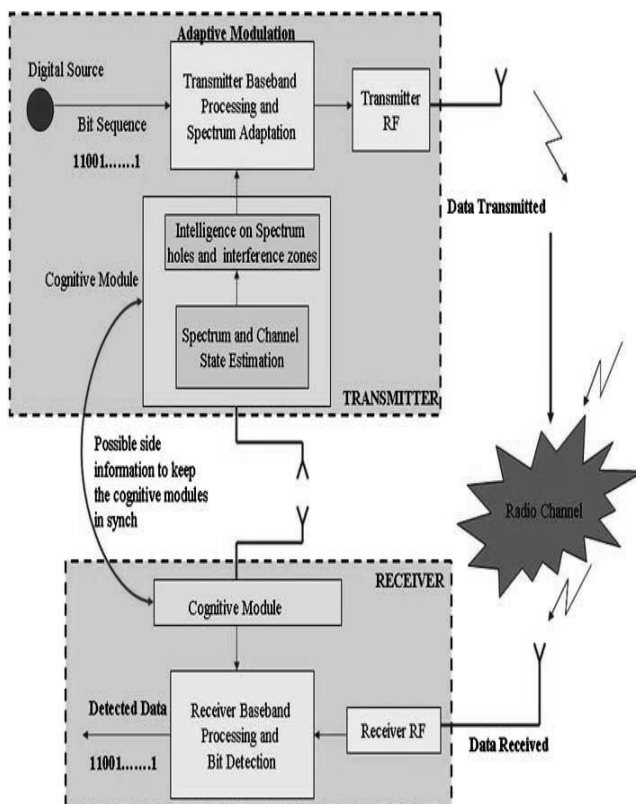 Adaptive Modulation
Digital Source
Bit Sequence
11001.......1
Transmitter Baseband
Processing and
Spectrum Adaptation
Transmitter
RF
Data Transmitted
Intelligence on Spectrum
holes and interference zones
Cognitive Module
Spectrum and Channel
State Estimation
TRANSMITTER
Possible side
information to keep
the cognitive modules
in synch
Radio Channel
RECEIVER
Cognitive Module
Detected Data
11001.......1
Receiver Baseband
Processing and
Bit Detection
Receiver RF
Data Received